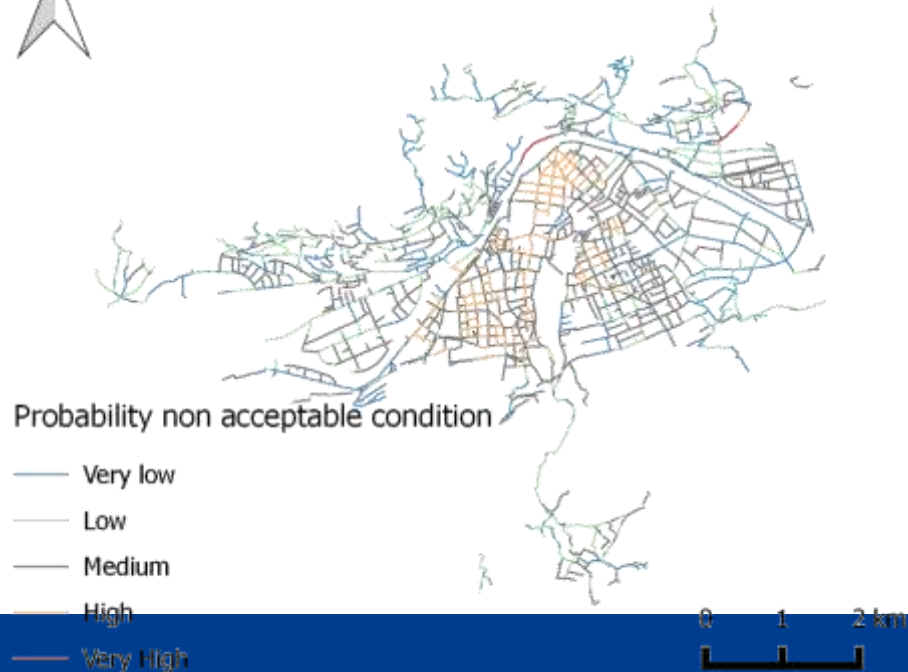 Probability non acceptable condition
Very low
Low
Medium
High
Very High
0 1 2 km